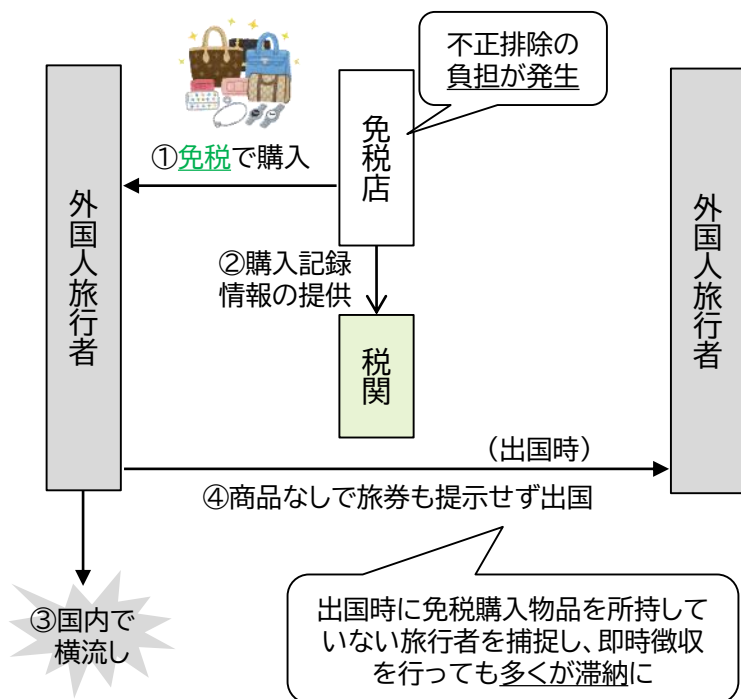 不正排除の
負担が発生
免税店
①免税で購入
外国人旅行者
外国人旅行者
②購入記録
情報の提供
税関
（出国時）
④商品なしで旅券も提示せず出国
③国内で
横流し
出国時に免税購入物品を所持して
いない旅行者を捕捉し、即時徴収
を行っても多くが滞納に